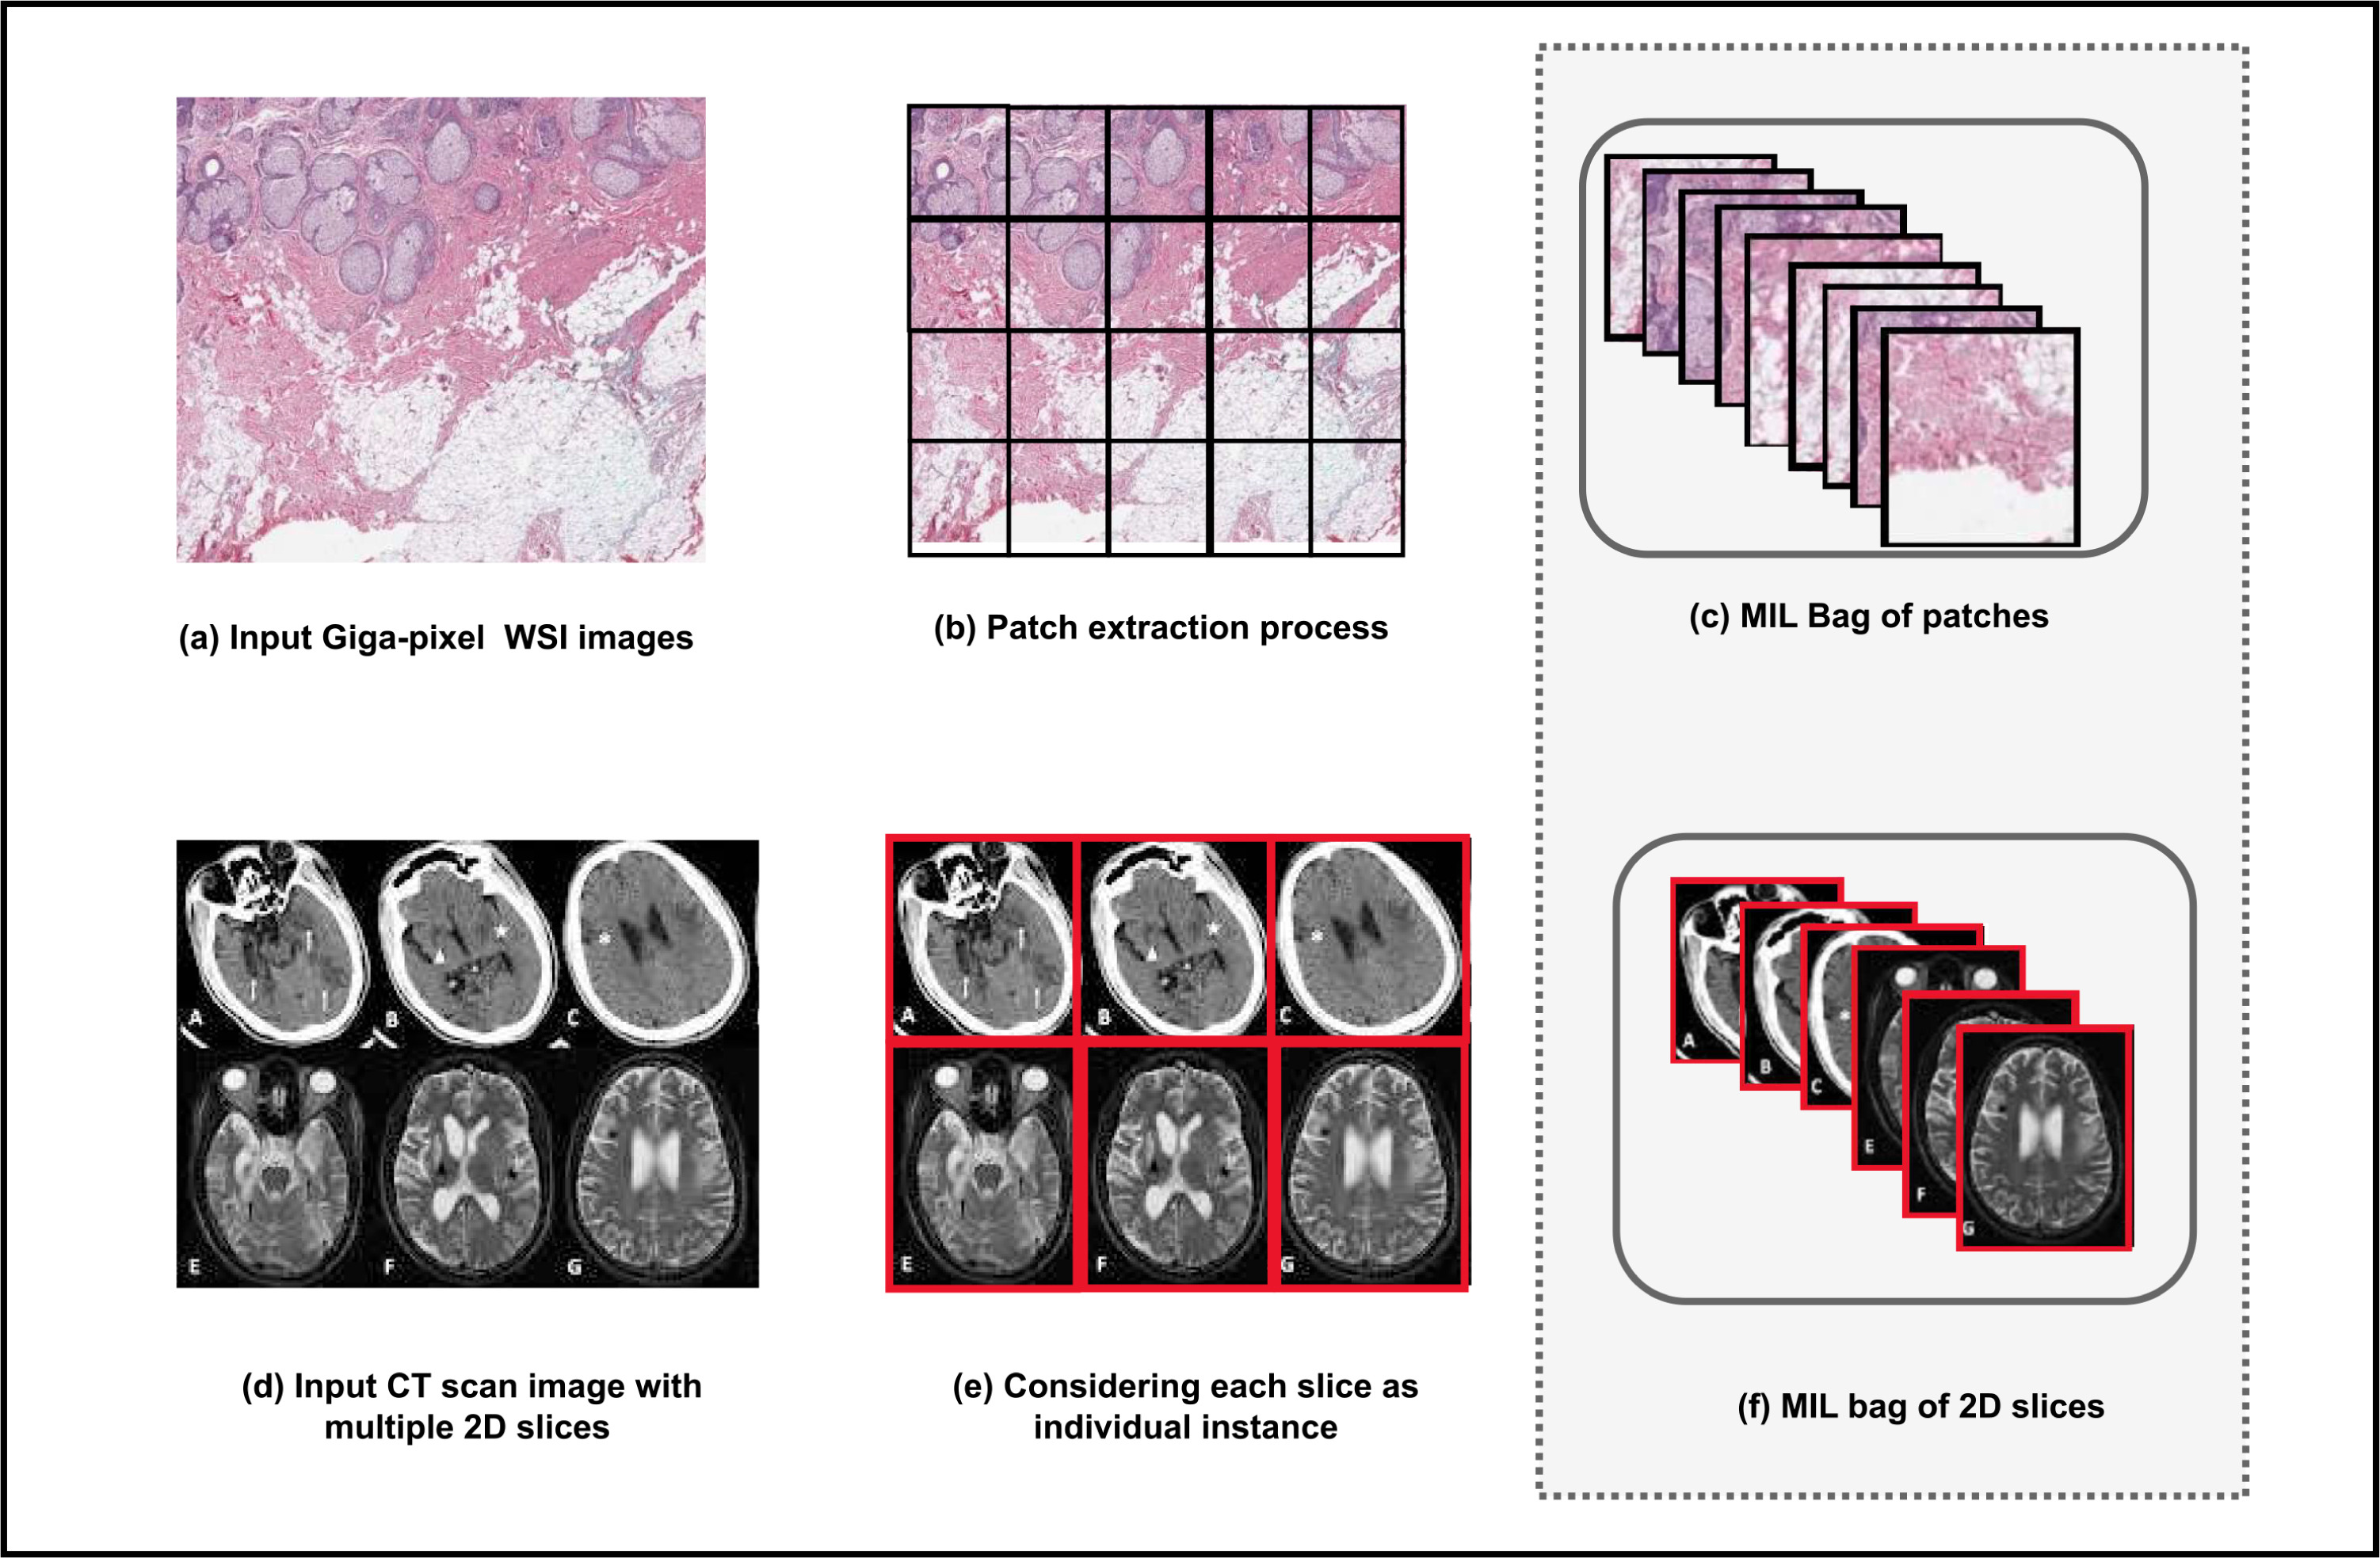 (a) Input Giga-pixel  WSI images
(b) Patch extraction process
(c) MIL Bag of patches
A
B
C
E
F
G
A
B
C
E
F
G
A
B
C
E
F
G
(d) Input CT scan image with
multiple 2D slices
(e) Considering each slice as
individual instance
(f) MIL bag of 2D slices